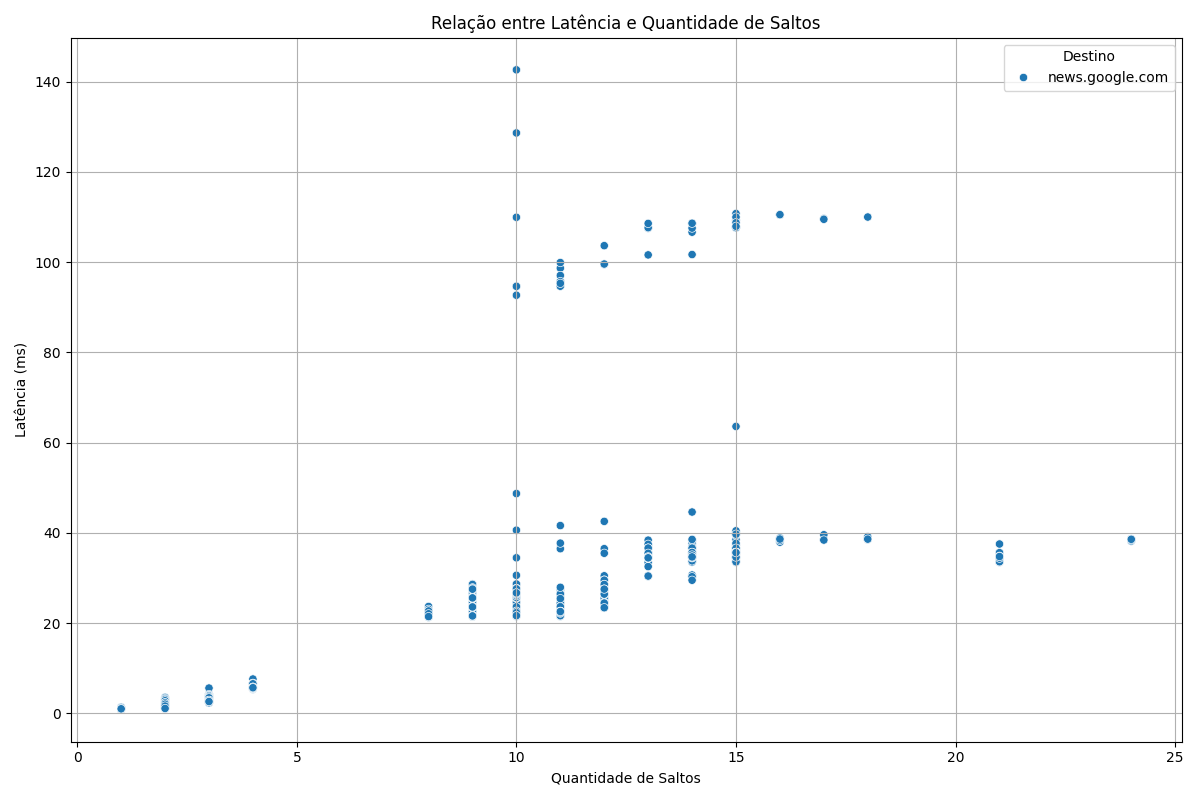 Relação entre Latência e Quantidade de Saltos
Destino
news.google.com
Latência (ms)
140
120
100
80
60
40
20
0
0 5 10 15 20 25
Quantidade de Saltos